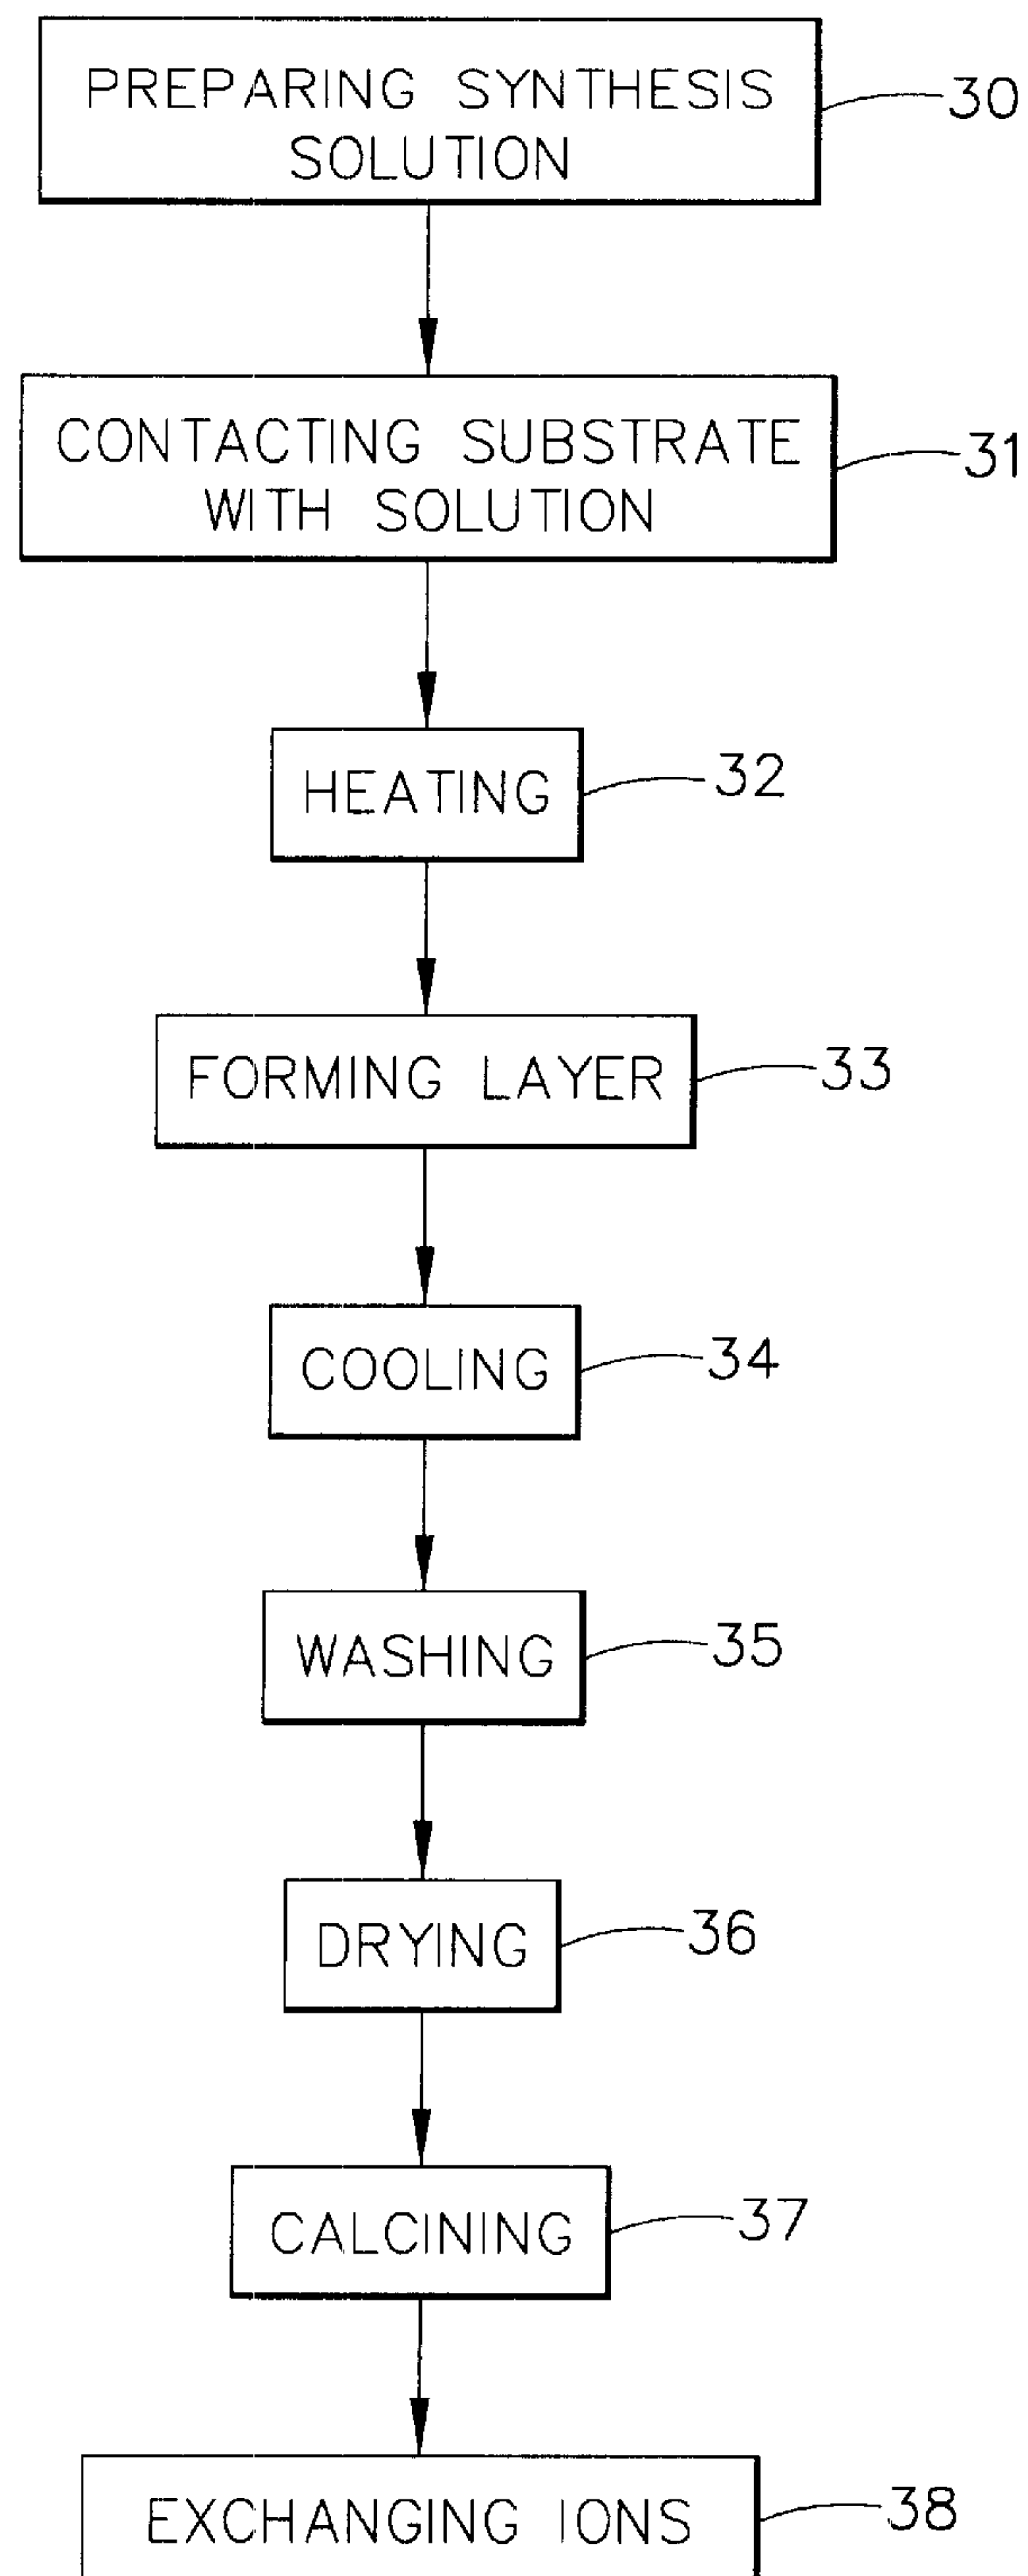 PREPARING SYNTHESIS
SOLUTION
30
CONTACTING SUBSTRATE
WITH SOLUTION
31
HEATING
32
FORMING LAYER
33
COOLING
34
WASHING
35
DRYING
36
CALCINING
37
EXCHANGING IONS
38